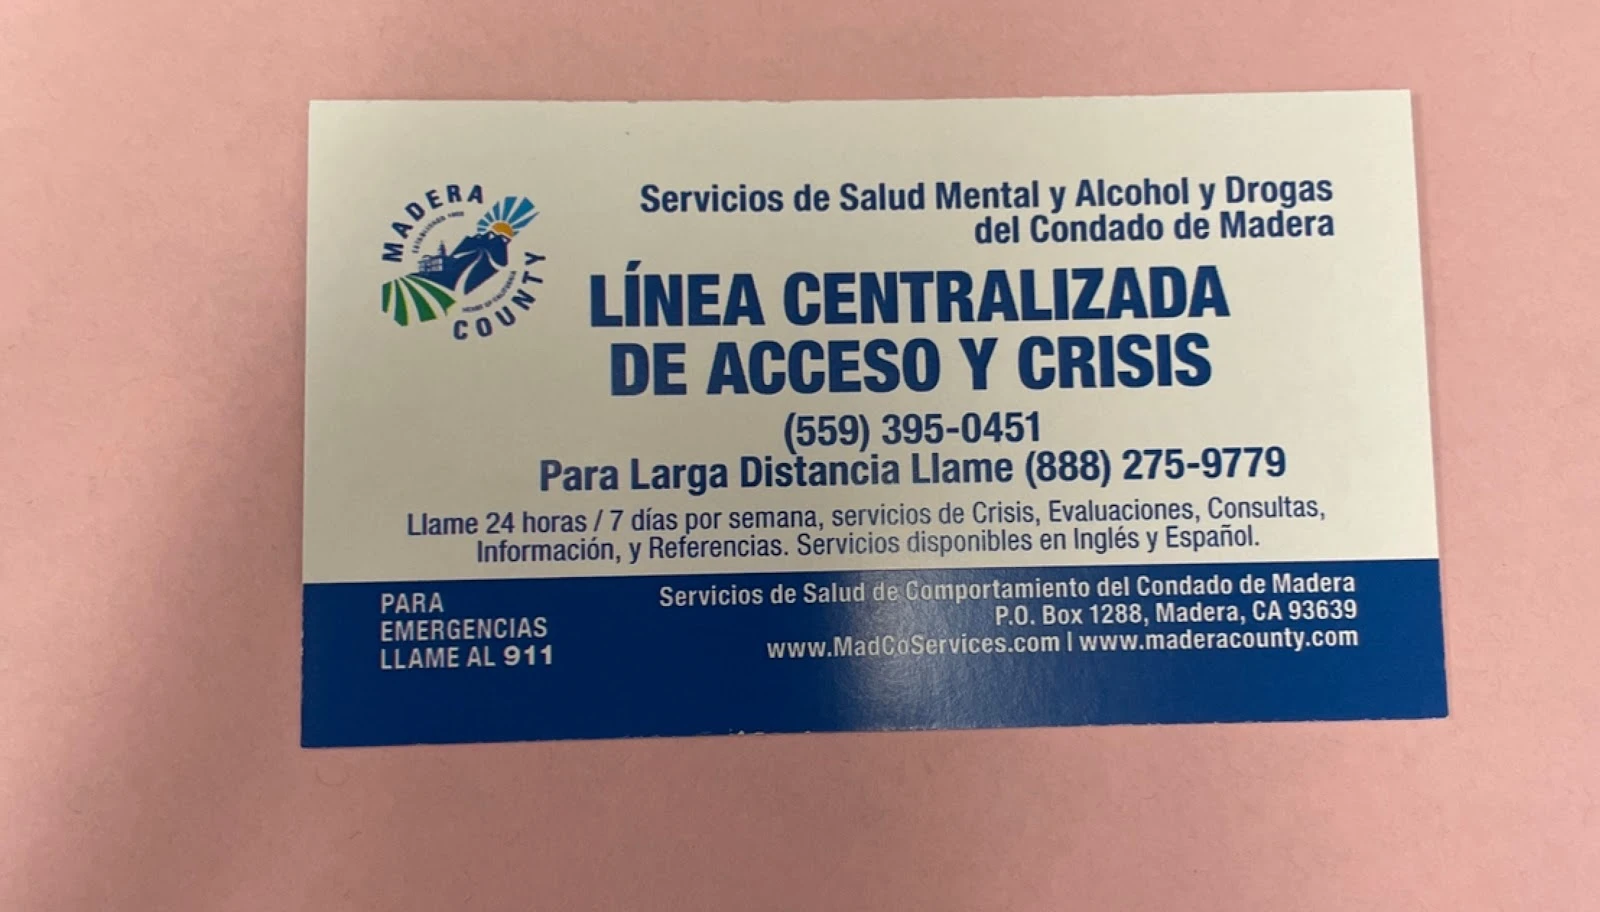 MADERA
COUNTY
Servicios de Salud Mental y Alcohol y Drogas
del Condado de Madera
LÍNEA CENTRALIZADA
DE ACCESO Y CRISIS
(559) 395-0451
Para Larga Distancia Llame (888) 275-9779
Llame 24 horas / 7 días por semana, servicios de Crisis, Evaluaciones, Consultas,
Información, y Referencias. Servicios disponibles en Inglés y Español.
PARA
EMERGENCIAS
LLAME AL 911
Servicios de Salud de Comportamiento del Condado de Madera
P.O. Box 1288, Madera, CA 93639
www.MadCoServices.com | www.maderacounty.com